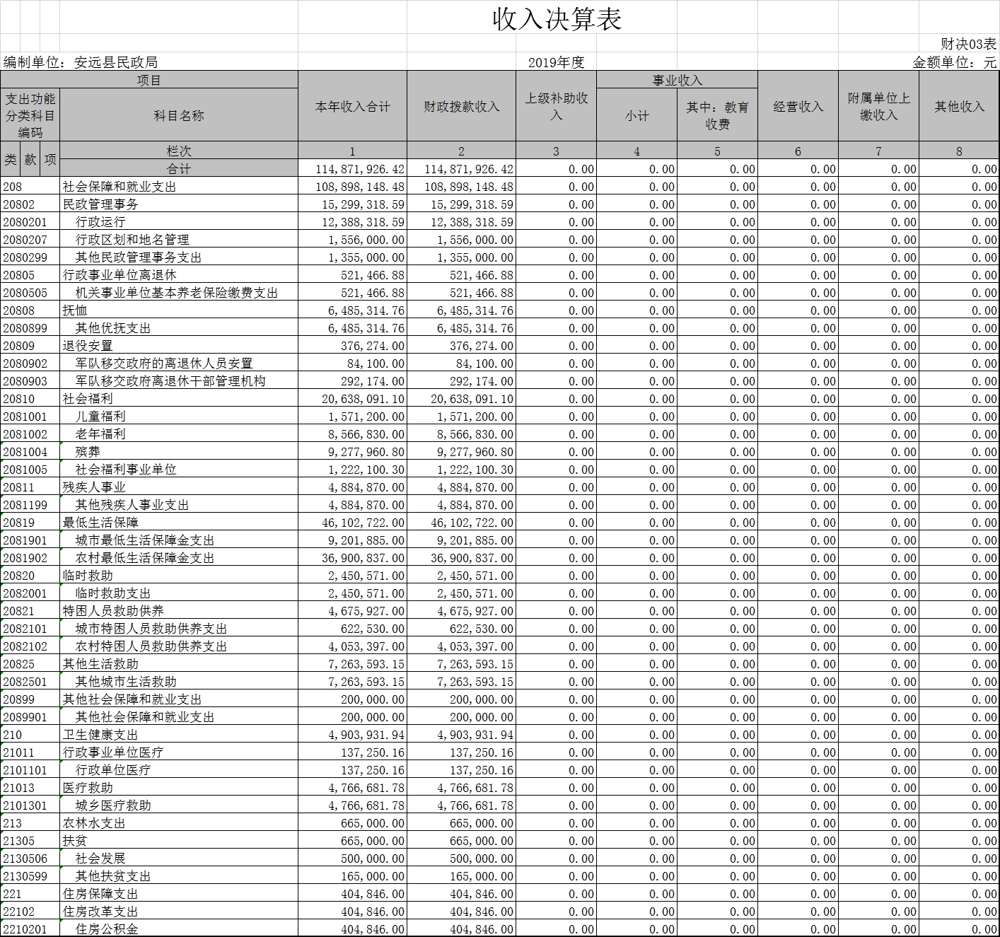 收入决算表
财决03表
编制单位：安远县民政局 2019年度 金额单位：元
项目 本年收入合计 财政拨款收入 上级补助收入 事业收入 经营收入 附属单位上缴收入 其他收入
支出功能分类科目编码 科目名称 小计 其中：教育收费
类 款 项 栏次 1 2 3 4 5 6 7 8
合计 114,871,926.42 114,871,926.42 0.00 0.00 0.00 0.00 0.00 0.00
208 社会保障和就业支出 108,898,148.48 108,898,148.48 0.00 0.00 0.00 0.00 0.00 0.00
20802 民政管理事务 15,299,318.59 15,299,318.59 0.00 0.00 0.00 0.00 0.00 0.00
2080201 行政运行 12,388,318.59 12,388,318.59 0.00 0.00 0.00 0.00 0.00 0.00
2080207 行政区划和地名管理 1,556,000.00 1,556,000.00 0.00 0.00 0.00 0.00 0.00 0.00
2080299 其他民政管理事务支出 1,355,000.00 1,355,000.00 0.00 0.00 0.00 0.00 0.00 0.00
20805 行政事业单位离退休 521,466.88 521,466.88 0.00 0.00 0.00 0.00 0.00 0.00
2080505 机关事业单位基本养老保险缴费支出 521,466.88 521,466.88 0.00 0.00 0.00 0.00 0.00 0.00
20808 抚恤 6,485,314.76 6,485,314.76 0.00 0.00 0.00 0.00 0.00 0.00
2080899 其他优抚支出 6,485,314.76 6,485,314.76 0.00 0.00 0.00 0.00 0.00 0.00
20809 退役安置 376,274.00 376,274.00 0.00 0.00 0.00 0.00 0.00 0.00
2080902 军队移交政府的离退休人员安置 84,100.00 84,100.00 0.00 0.00 0.00 0.00 0.00 0.00
2080903 军队移交政府离退休干部管理机构 292,174.00 292,174.00 0.00 0.00 0.00 0.00 0.00 0.00
20810 社会福利 20,638,091.10 20,638,091.10 0.00 0.00 0.00 0.00 0.00 0.00
2081001 儿童福利 1,571,200.00 1,571,200.00 0.00 0.00 0.00 0.00 0.00 0.00
2081002 老年福利 8,566,830.00 8,566,830.00 0.00 0.00 0.00 0.00 0.00 0.00
2081004 殡葬 9,277,960.80 9,277,960.80 0.00 0.00 0.00 0.00 0.00 0.00
2081005 社会福利事业单位 1,222,100.30 1,222,100.30 0.00 0.00 0.00 0.00 0.00 0.00
20811 残疾人事业 4,884,870.00 4,884,870.00 0.00 0.00 0.00 0.00 0.00 0.00
2081199 其他残疾人事业支出 4,884,870.00 4,884,870.00 0.00 0.00 0.00 0.00 0.00 0.00
20819 最低生活保障 46,102,722.00 46,102,722.00 0.00 0.00 0.00 0.00 0.00 0.00
2081901 城市最低生活保障金支出 9,201,885.00 9,201,885.00 0.00 0.00 0.00 0.00 0.00 0.00
2081902 农村最低生活保障金支出 36,900,837.00 36,900,837.00 0.00 0.00 0.00 0.00 0.00 0.00
20820 临时救助 2,450,571.00 2,450,571.00 0.00 0.00 0.00 0.00 0.00 0.00
2082001 临时救助支出 2,450,571.00 2,450,571.00 0.00 0.00 0.00 0.00 0.00 0.00
20821 特困人员救助供养 4,675,927.00 4,675,927.00 0.00 0.00 0.00 0.00 0.00 0.00
2082101 城市特困人员救助供养支出 622,530.00 622,530.00 0.00 0.00 0.00 0.00 0.00 0.00
2082102 农村特困人员救助供养支出 4,053,397.00 4,053,397.00 0.00 0.00 0.00 0.00 0.00 0.00
20825 其他生活救助 7,263,593.15 7,263,593.15 0.00 0.00 0.00 0.00 0.00 0.00
2082501 其他城市生活救助 7,263,593.15 7,263,593.15 0.00 0.00 0.00 0.00 0.00 0.00
20899 其他社会保障和就业支出 200,000.00 200,000.00 0.00 0.00 0.00 0.00 0.00 0.00
2089901 其他社会保障和就业支出 200,000.00 200,000.00 0.00 0.00 0.00 0.00 0.00 0.00
210 卫生健康支出 4,903,931.94 4,903,931.94 0.00 0.00 0.00 0.00 0.00 0.00
21011 行政事业单位医疗 137,250.16 137,250.16 0.00 0.00 0.00 0.00 0.00 0.00
2101101 行政单位医疗 137,250.16 137,250.16 0.00 0.00 0.00 0.00 0.00 0.00
21013 医疗救助 4,766,681.78 4,766,681.78 0.00 0.00 0.00 0.00 0.00 0.00
2101301 城乡医疗救助 4,766,681.78 4,766,681.78 0.00 0.00 0.00 0.00 0.00 0.00
213 农林水支出 665,000.00 665,000.00 0.00 0.00 0.00 0.00 0.00 0.00
21305 扶贫 665,000.00 665,000.00 0.00 0.00 0.00 0.00 0.00 0.00
2130506 社会发展 500,000.00 500,000.00 0.00 0.00 0.00 0.00 0.00 0.00
2130599 其他扶贫支出 165,000.00 165,000.00 0.00 0.00 0.00 0.00 0.00 0.00
221 住房保障支出 404,846.00 404,846.00 0.00 0.00 0.00 0.00 0.00 0.00
22102 住房改革支出 404,846.00 404,846.00 0.00 0.00 0.00 0.00 0.00 0.00
2210201 住房公积金 404,846.00 404,846.00 0.00 0.00 0.00 0.00 0.00 0.00